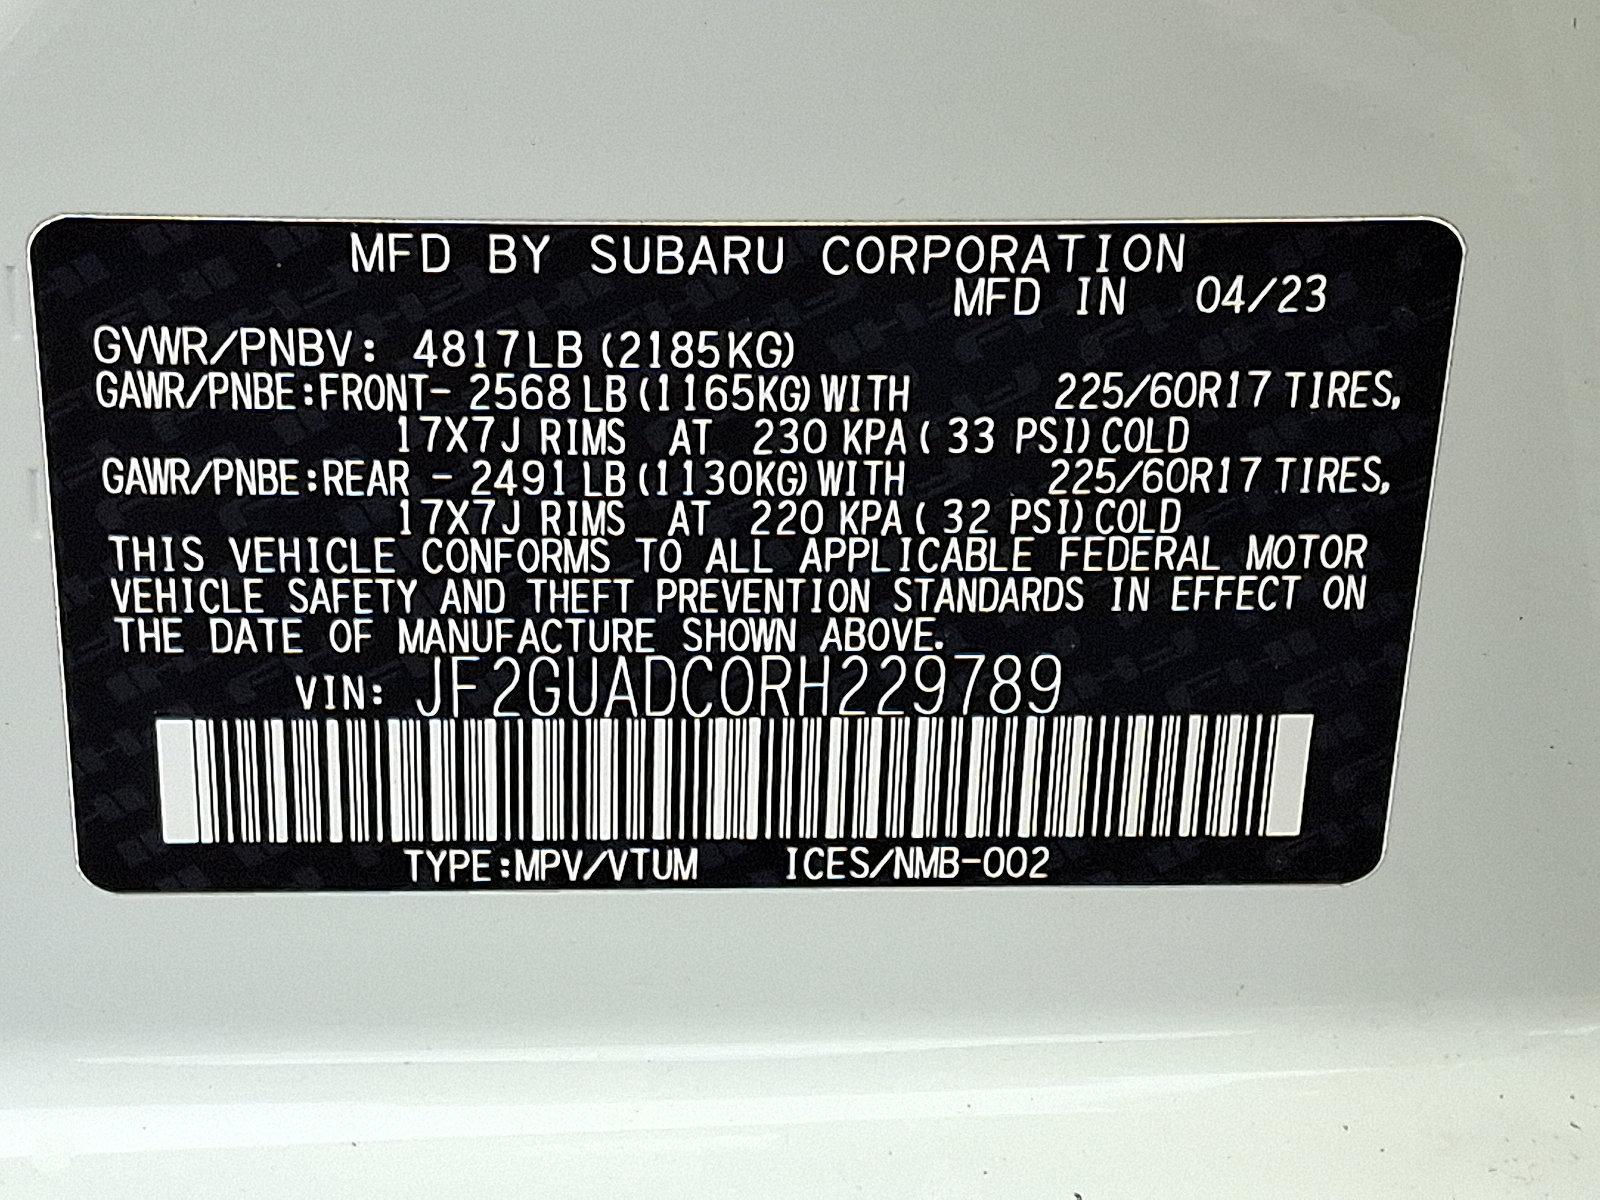 MFD BY SUBARU CORPORATION
MFD IN 04/23
GVWR/PNBV: 4817LB (2185KG)
GAWR/PNBE:FRONT- 2568 LB (1165KG) WITH 225/60R17 TIRES,
17X7J RIMS AT 230 KPA ( 33 PSI) COLD
GAWR/PNBE:REAR - 2491 LB (1130KG) WITH 225/60R17 TIRES,
17X7J RIMS AT 220 KPA ( 32 PSI) COLD
THIS VEHICLE CONFORMS TO ALL APPLICABLE FEDERAL MOTOR
VEHICLE SAFETY AND THEFT PREVENTION STANDARDS IN EFFECT ON
THE DATE OF MANUFACTURE SHOWN ABOVE.
VIN: JF2GUADC0RH229789
TYPE:MPV/VTUM ICES/NMB-002